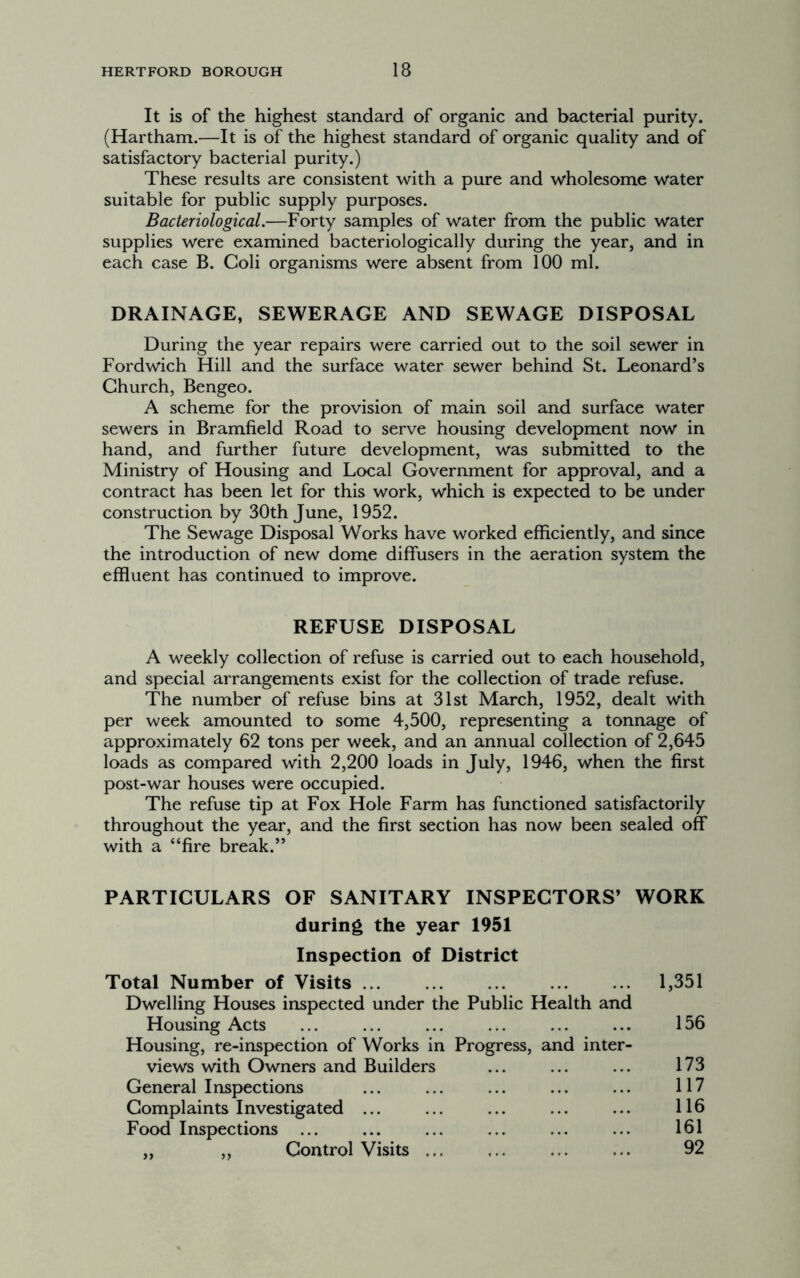 HERTFORD BOROUGH 18
It is of the highest standard of organic and bacterial purity.
(Hartham.—It is of the highest standard of organic quality and of
satisfactory bacterial purity.)
These results are consistent with a pure and wholesome water
suitable for public supply purposes.
Bacteriological.—Forty samples of water from the public water
supplies were examined bacteriologically during the year, and in
each case B. Coli organisms were absent from 100 ml.
DRAINAGE, SEWERAGE AND SEWAGE DISPOSAL
During the year repairs were carried out to the soil sewer in
Fordwich Hill and the surface water sewer behind St. Leonard's
Church, Bengeo.
A scheme for the provision of main soil and surface water
sewers in Bramfield Road to serve housing development now in
hand, and further future development, was submitted to the
Ministry of Housing and Local Government for approval, and a
contract has been let for this work, which is expected to be under
construction by 30th June, 1952.
The Sewage Disposal Works have worked efficiently, and since
the introduction of new dome diffusers in the aeration system the
effluent has continued to improve.
REFUSE DISPOSAL
A weekly collection of refuse is carried out to each household,
and special arrangements exist for the collection of trade refuse.
The number of refuse bins at 31st March, 1952, dealt with
per week amounted to some 4,500, representing a tonnage of
approximately 62 tons per week, and an annual collection of 2,645
loads as compared with 2,200 loads in July, 1946, when the first
post-war houses were occupied.
The refuse tip at Fox Hole Farm has functioned satisfactorily
throughout the year, and the first section has now been sealed off
with a "fire break."
PARTICULARS OF SANITARY INSPECTORS' WORK
during the year 1951
Inspection of District
Total Number of Visits ... ... ... ... ... 1,351
Dwelling Houses inspected under the Public Health and
Housing Acts ... ... ... ... ... ... 156
Housing, re-inspection of Works in Progress, and inter-
views with Owners and Builders ... ... ... 173
General Inspections ... ... ... ... ... 117
Complaints Investigated ... ... ... ... ... 116
Food Inspections ... ... ... ... ... ... 161
„ „ Control Visits ... ... ... ... 92